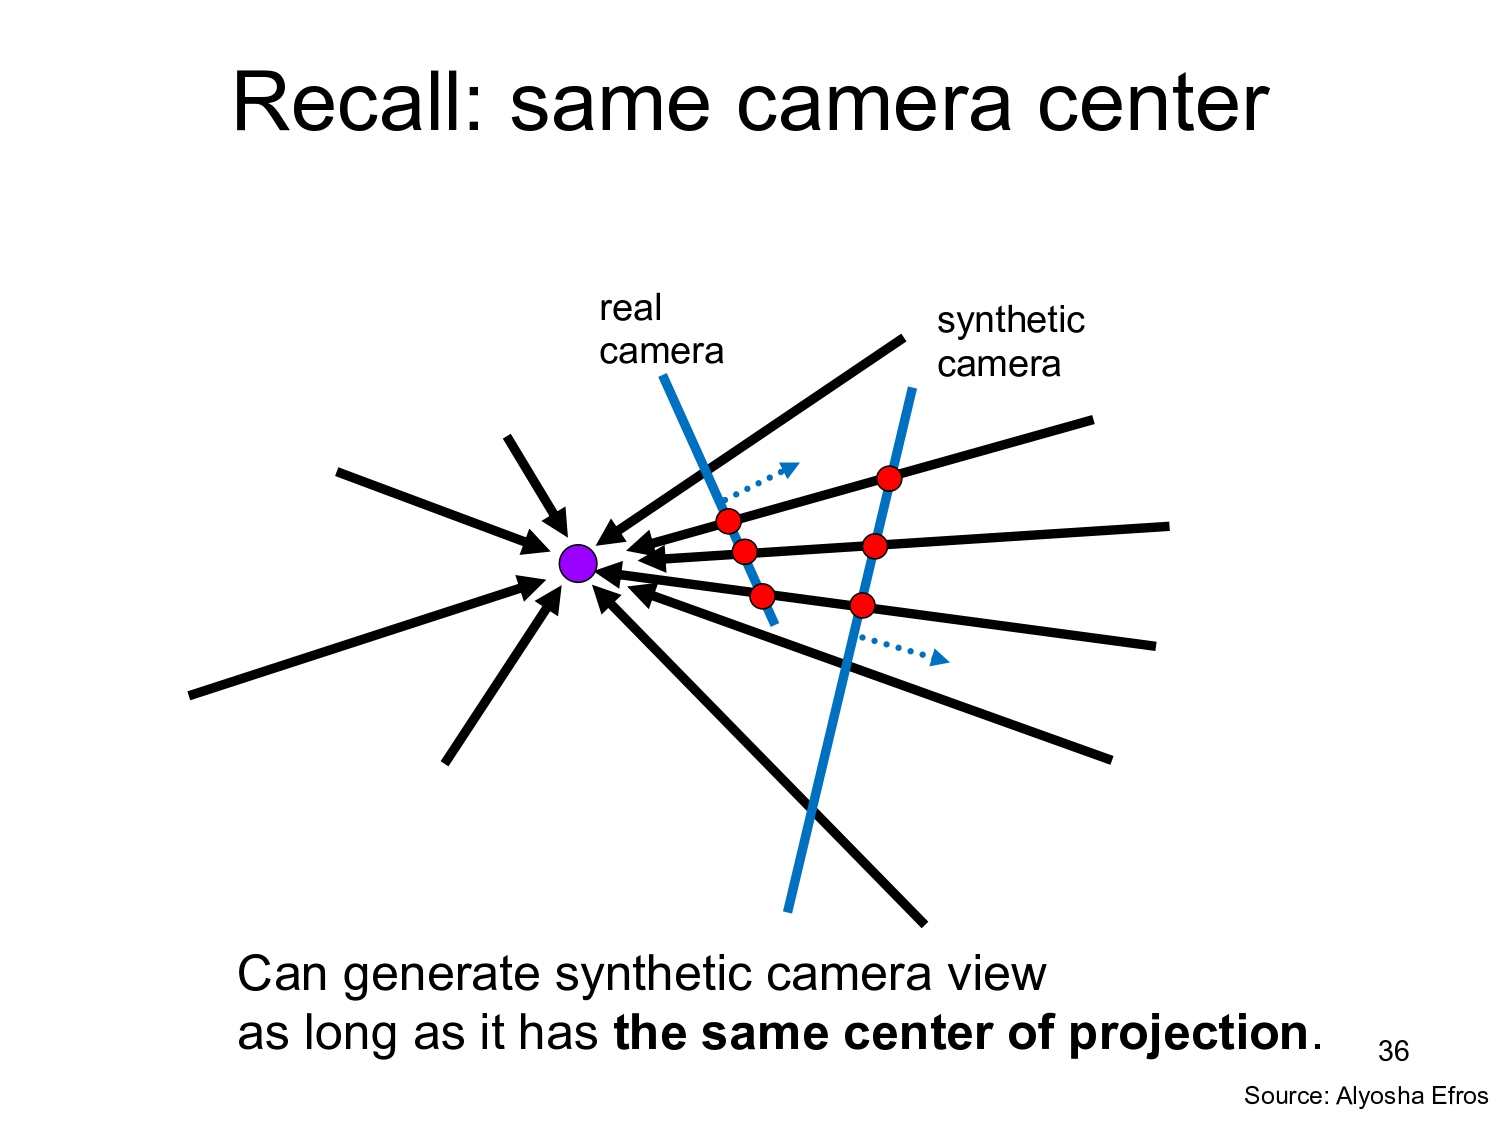 Recall: same camera center
real
camera
synthetic
camera
Can generate synthetic camera view
as long as it has the same center of projection.
36
Source: Alyosha Efros